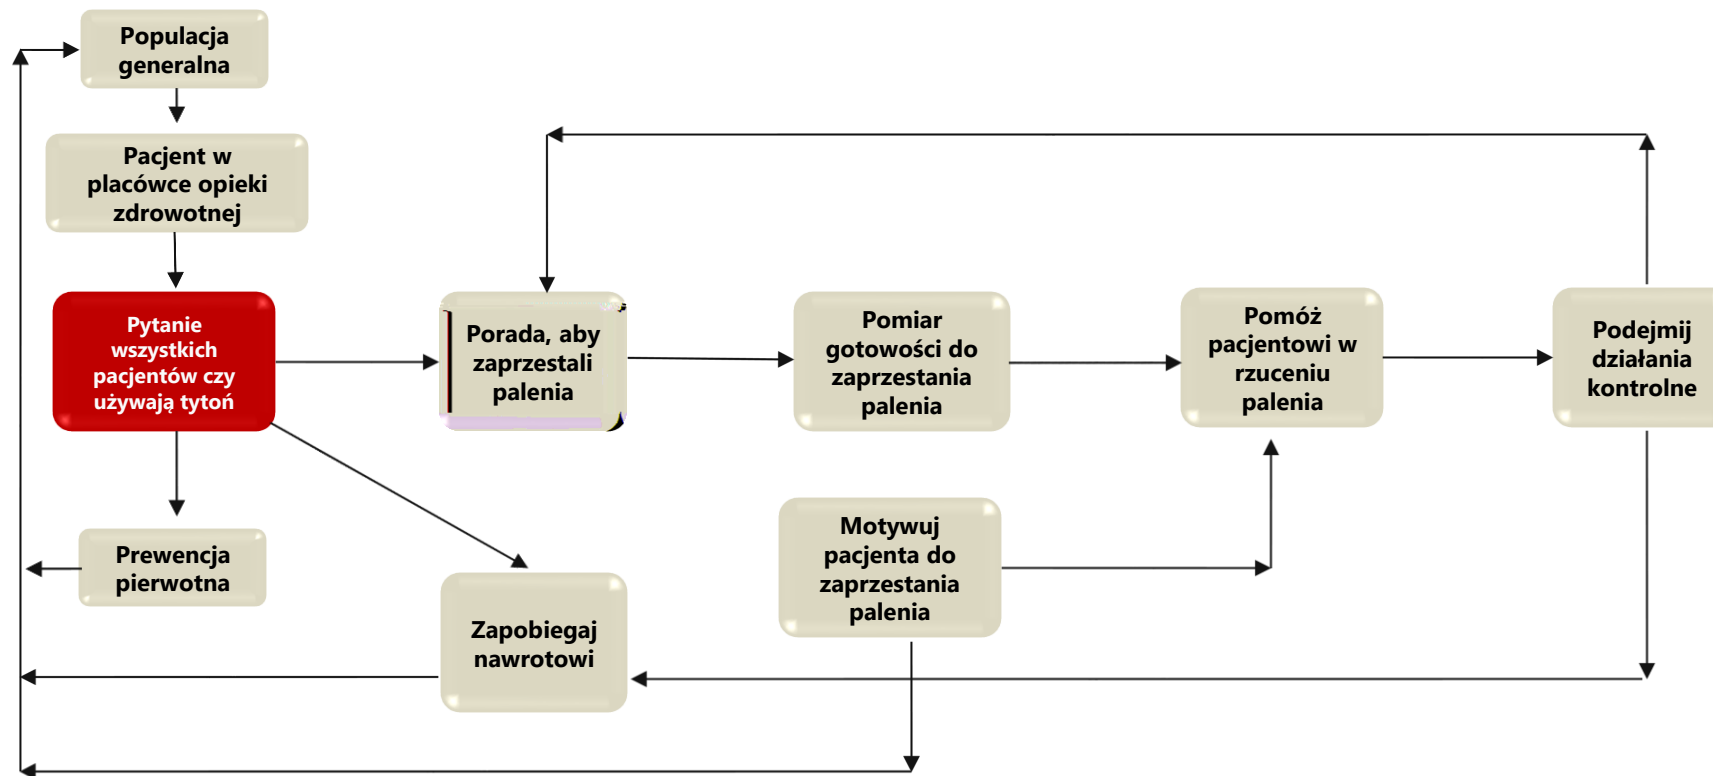 Populacja
generalna
Pacjent w
placówce opieki
zdrowotnej
Pytanie
wszystkich
pacjentów czy
używają tytoń
Porada, aby
zaprzestali
palenia
Pomiar
gotowości do
zaprzestania
palenia
Pomóż
pacjentowi w
rzuceniu
palenia
Podejmij
działania
kontrolne
Prewencja
pierwotna
Zapobiegaj
nawrotowi
Motywuj
pacjenta do
zaprzestania
palenia